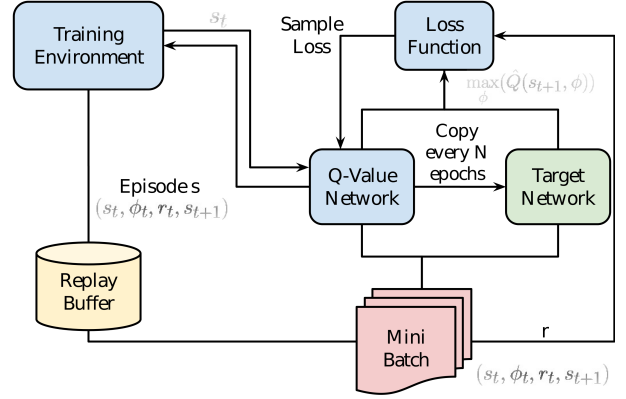 Training
Environment
s_t
Sample
Loss
Loss
Function
max_ϕ(Q̂(s_{t+1}, ϕ))
Copy
every N
epochs
Q-Value
Network
Target
Network
Episodes
(s_t, ϕ_t, r_t, s_{t+1})
Replay
Buffer
Mini
Batch
r
(s_t, ϕ_t, r_t, s_{t+1})